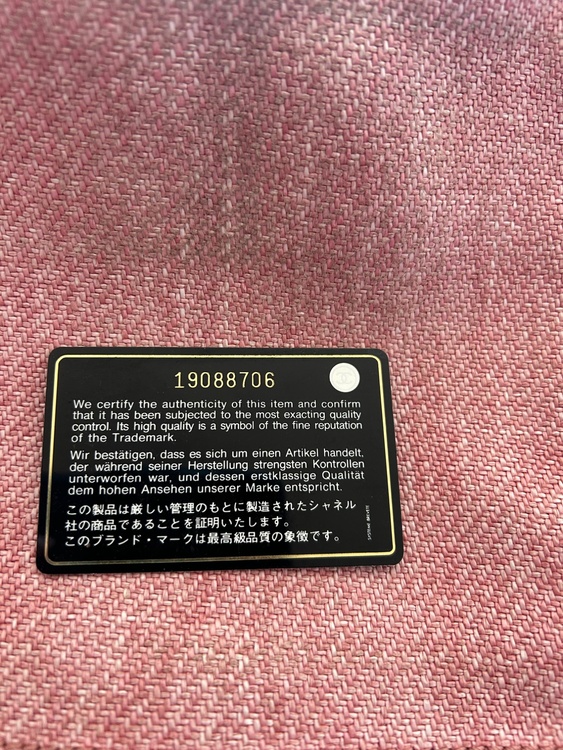 19088706
We certify the authenticity of this item and confirm
that it has been subjected to the most exacting quality
control. Its high quality is a symbol of the fine reputation
of the Trademark.
Wir bestätigen, dass es sich um einen Artikel handelt,
der während seiner Herstellung strengsten Kontrollen
unterworfen war, und dessen erstklassige Qualität
dem hohen Ansehen unserer Marke entspricht.
この製品は厳しい管理のもとに製造されたシャネル
社の商品であることを証明いたします。
このブランド・マークは最高級品質の象徴です。